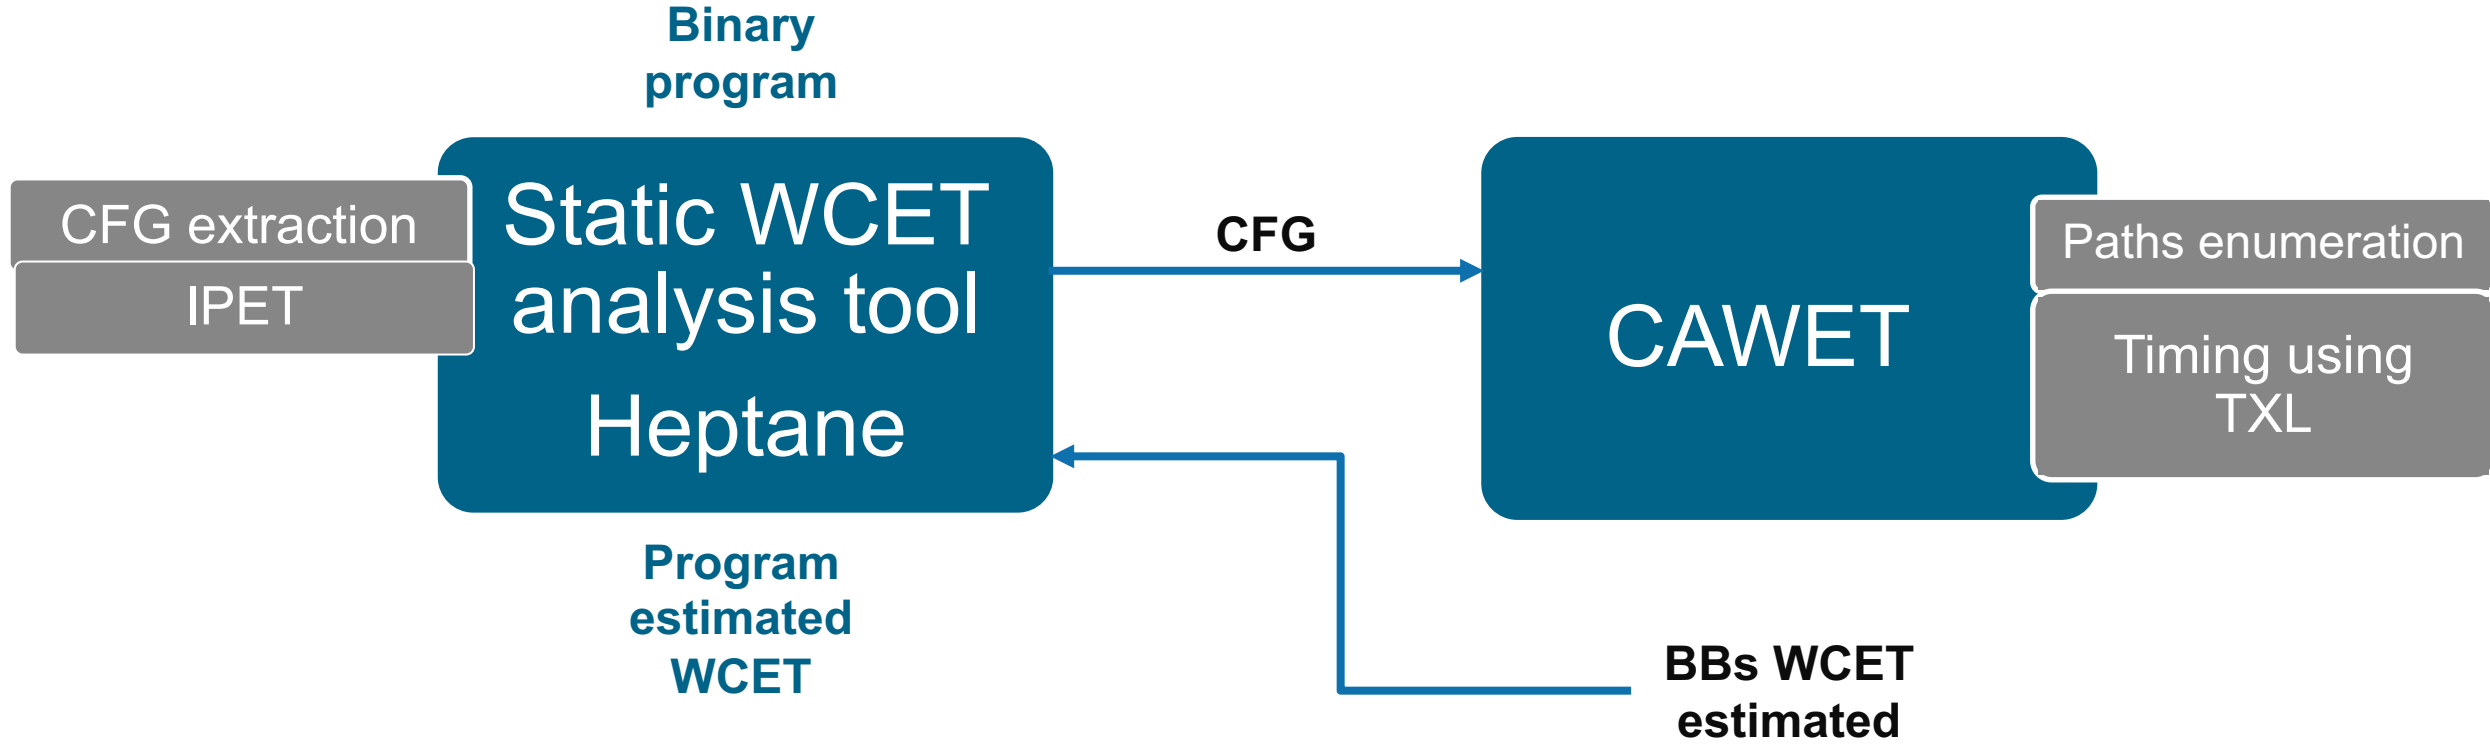 Binary
program
CFG extraction
IPET
Static WCET
analysis tool
Heptane
CFG
CAWET
Paths enumeration
Timing using
TXL
Program
estimated
WCET
BBs WCET
estimated